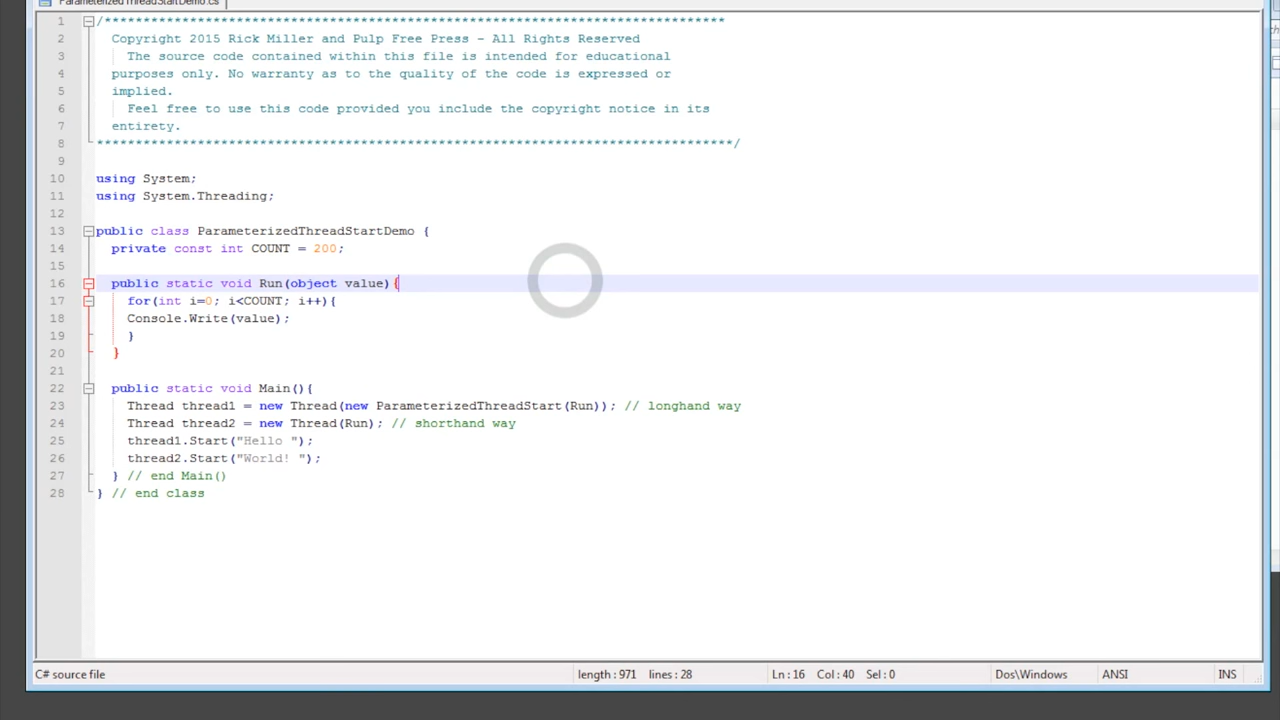 ParameterizedThreadStartDemo.cs
1 /*******************************************************************************
2 Copyright 2015 Rick Miller and Pulp Free Press - All Rights Reserved
3 The source code contained within this file is intended for educational
4 purposes only. No warranty as to the quality of the code is expressed or
5 implied.
6 Feel free to use this code provided you include the copyright notice in its
7 entirety.
8 **********************************************************************************/
9
10 using System;
11 using System.Threading;
12
13 public class ParameterizedThreadStartDemo {
14 private const int COUNT = 200;
15
16 public static void Run(object value){
17 for(int i=0; i<COUNT; i++){
18 Console.Write(value);
19 }
20 }
21
22 public static void Main(){
23 Thread thread1 = new Thread(new ParameterizedThreadStart(Run)); // longhand way
24 Thread thread2 = new Thread(Run); // shorthand way
25 thread1.Start("Hello ");
26 thread2.Start("World! ");
27 } // end Main()
28 } // end class
C# source file length : 971 lines : 28 Ln : 16 Col : 40 Sel : 0 Dos\Windows ANSI INS